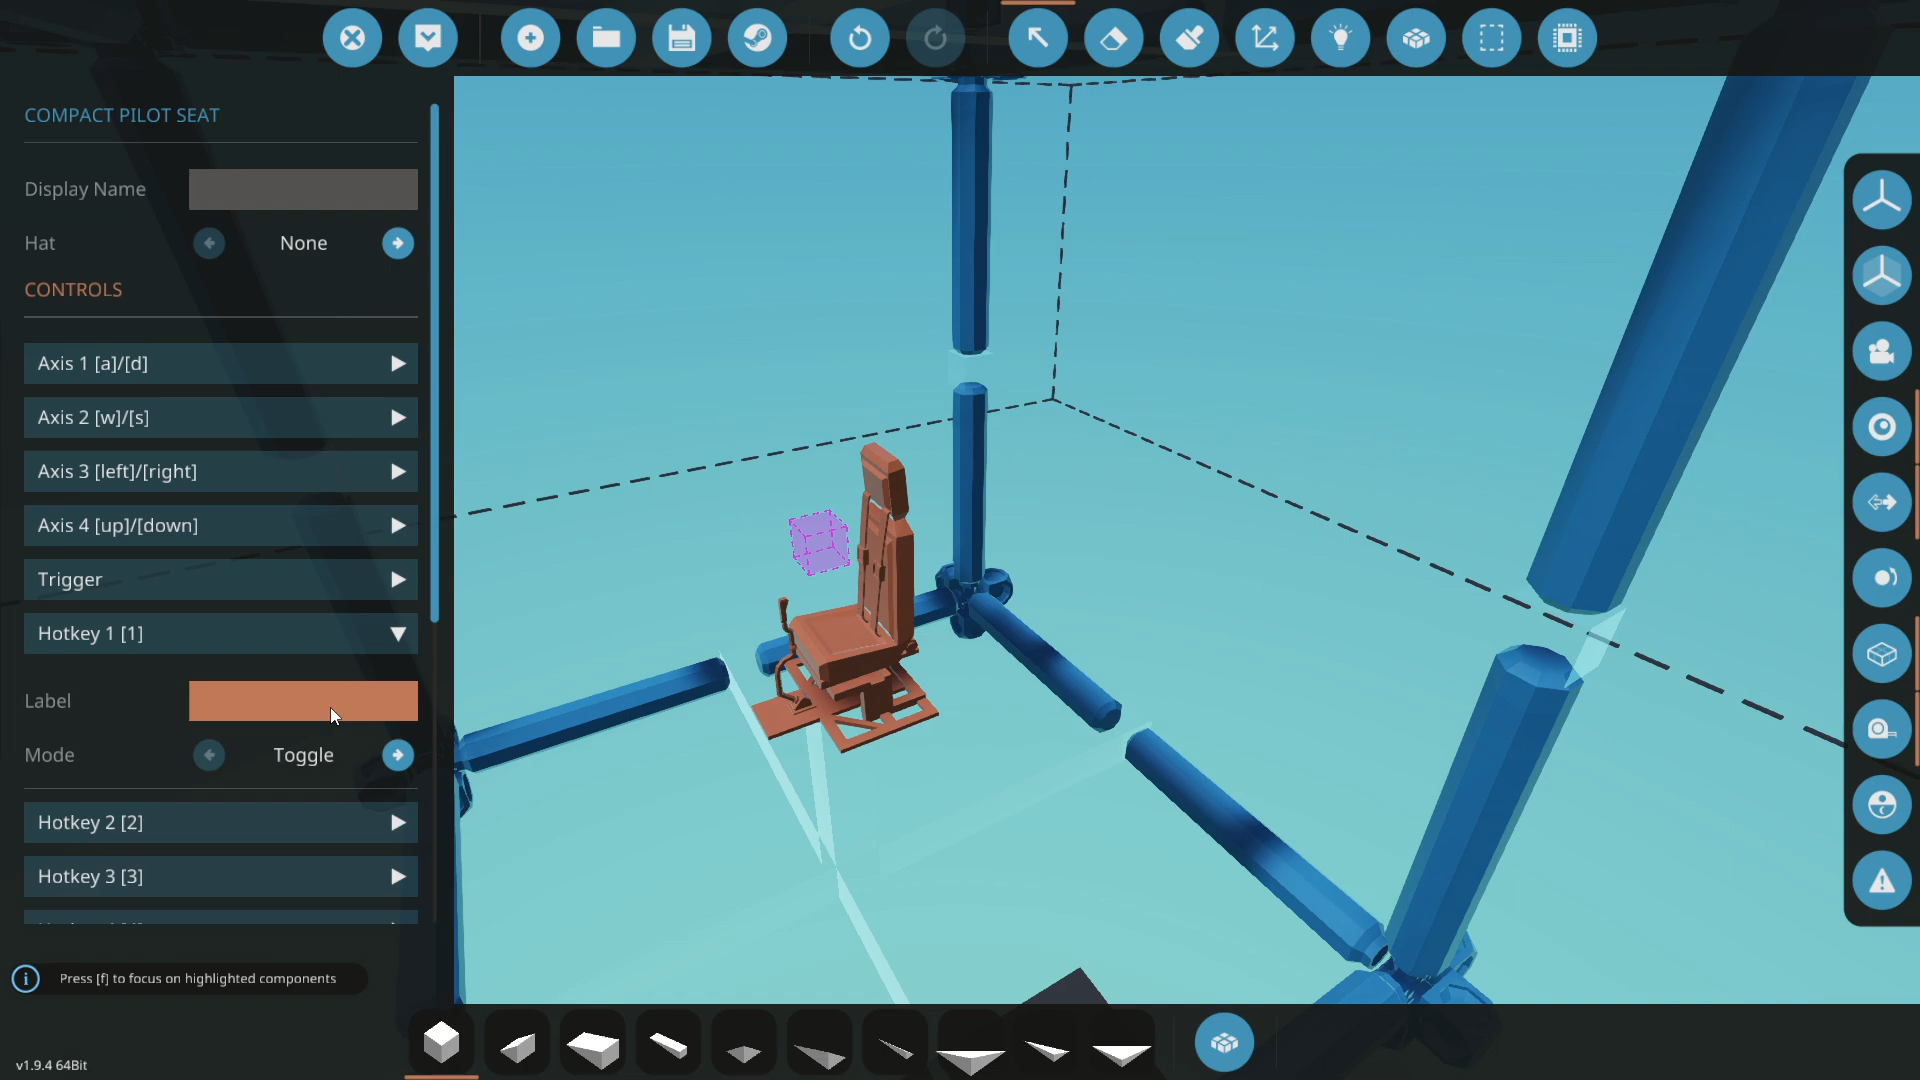 COMPACT PILOT SEAT
Display Name
Hat
None
CONTROLS
Axis 1 [a]/[d]
Axis 2 [w]/[s]
Axis 3 [left]/[right]
Axis 4 [up]/[down]
Trigger
Hotkey 1 [1]
Label
Mode
Toggle
Hotkey 2 [2]
Hotkey 3 [3]
Press [f] to focus on highlighted components
v1.9.4 64Bit